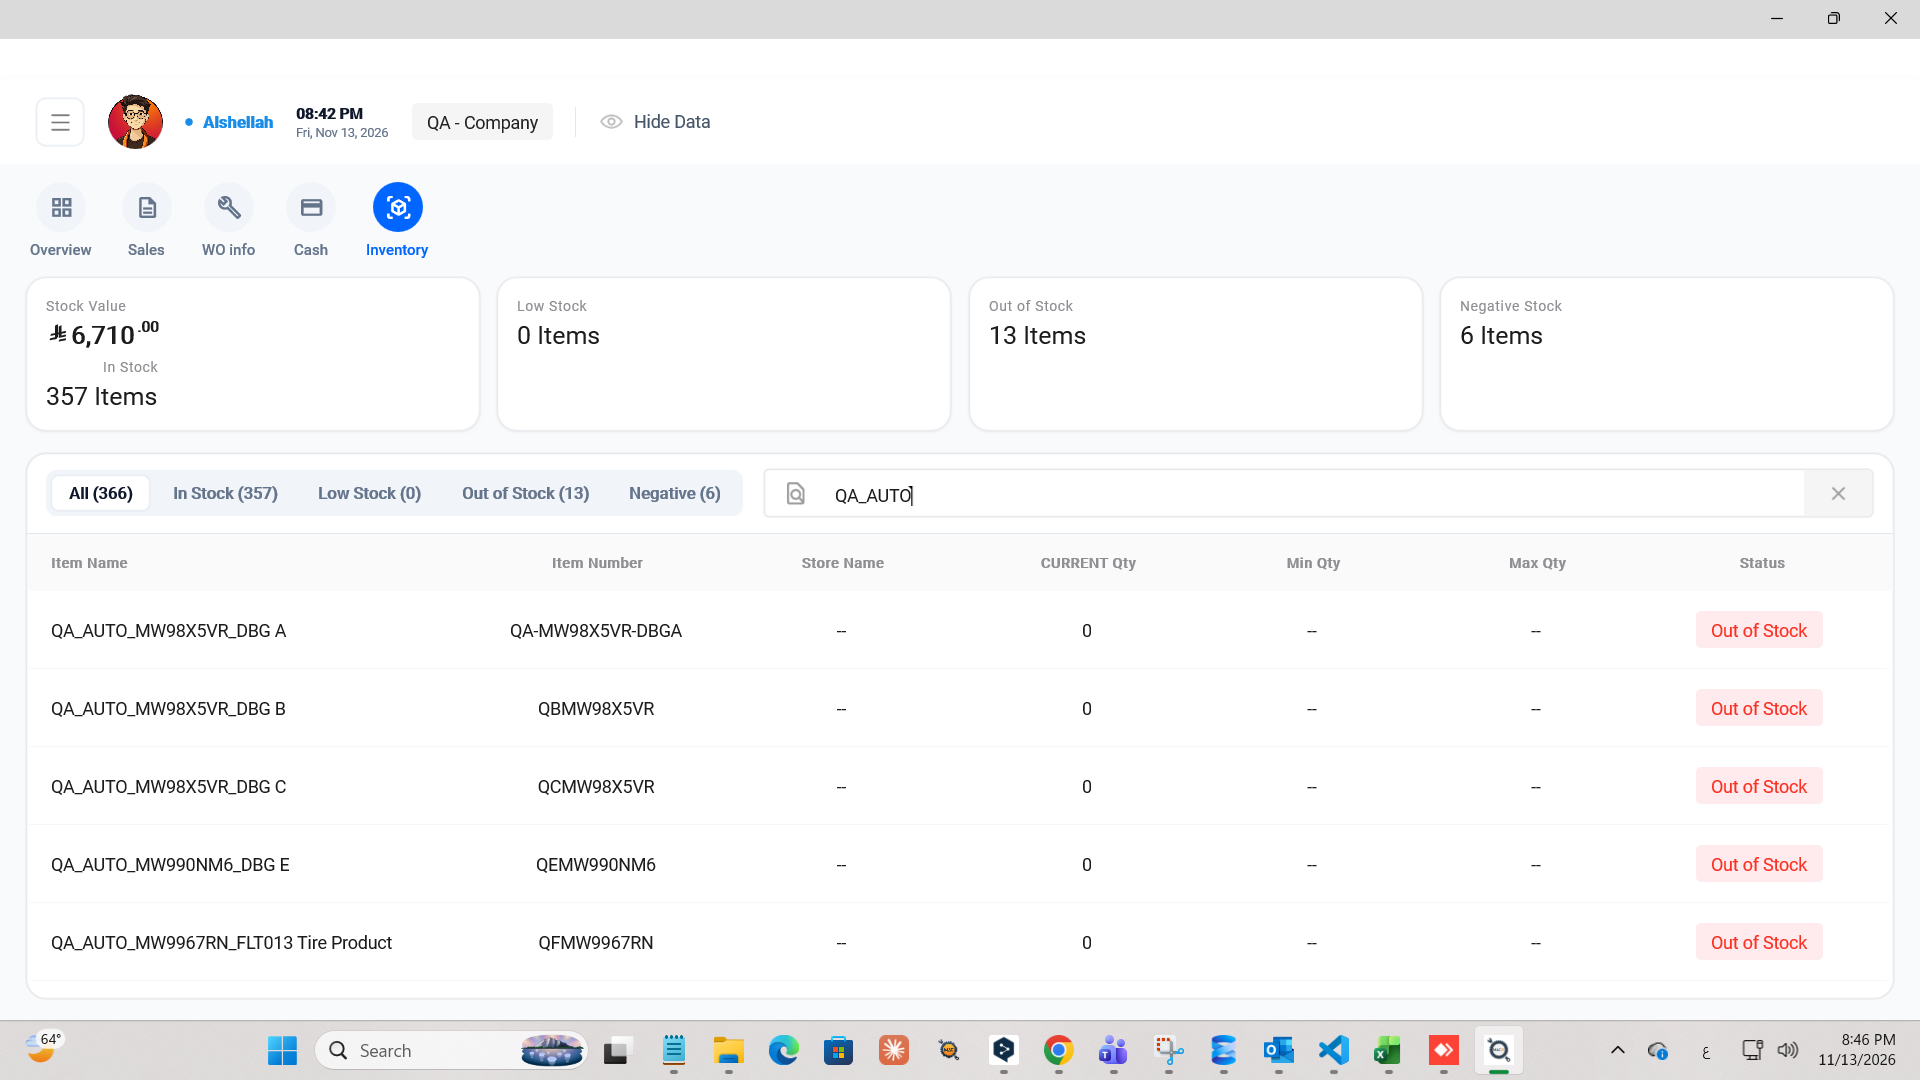 Alshellah
08:42 PM
Fri, Nov 13, 2026
QA - Company
Hide Data
Overview
Sales
WO info
Cash
Inventory
Stock Value
6,710.00
In Stock
357 Items
Low Stock
0 Items
Out of Stock
13 Items
Negative Stock
6 Items
All (366)
In Stock (357)
Low Stock (0)
Out of Stock (13)
Negative (6)
QA_AUTO
Item Name Item Number Store Name CURRENT Qty Min Qty Max Qty Status
QA_AUTO_MW98X5VR_DBG A QA-MW98X5VR-DBGA -- 0 -- -- Out of Stock
QA_AUTO_MW98X5VR_DBG B QBMW98X5VR -- 0 -- -- Out of Stock
QA_AUTO_MW98X5VR_DBG C QCMW98X5VR -- 0 -- -- Out of Stock
QA_AUTO_MW990NM6_DBG E QEMW990NM6 -- 0 -- -- Out of Stock
QA_AUTO_MW9967RN_FLT013 Tire Product QFMW9967RN -- 0 -- -- Out of Stock
64°
Search
ع
8:46 PM
11/13/2026